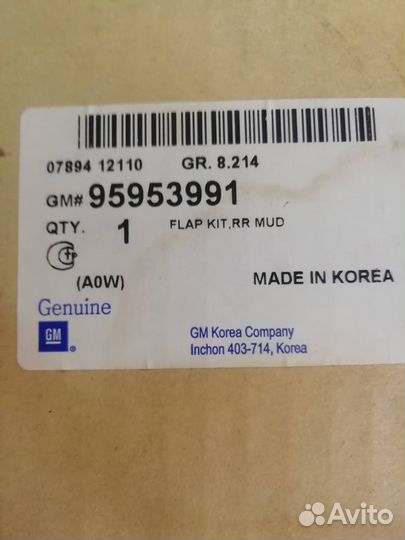 07894 12110 GR. 8.214
GM# 95953991
QTY. 1 FLAP KIT,RR MUD
(A0W) MADE IN KOREA
Genuine
GM
GM Korea Company
Inchon 403-714, Korea
Avito